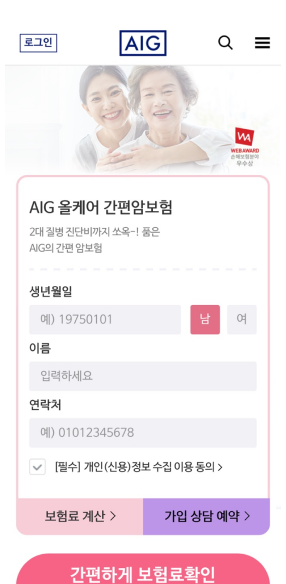 로그인
AIG
WA
WEB AWARD
손해보험분야
우수상
AIG 올케어 간편암보험
2대 질병 진단비까지 쏘옥~! 품은
AIG의 간편 암보험
생년월일
예) 19750101
남
여
이름
입력하세요
연락처
예) 01012345678
[필수] 개인(신용)정보 수집 이용 동의 >
보험료 계산 >
가입 상담 예약 >
간편하게 보험료확인